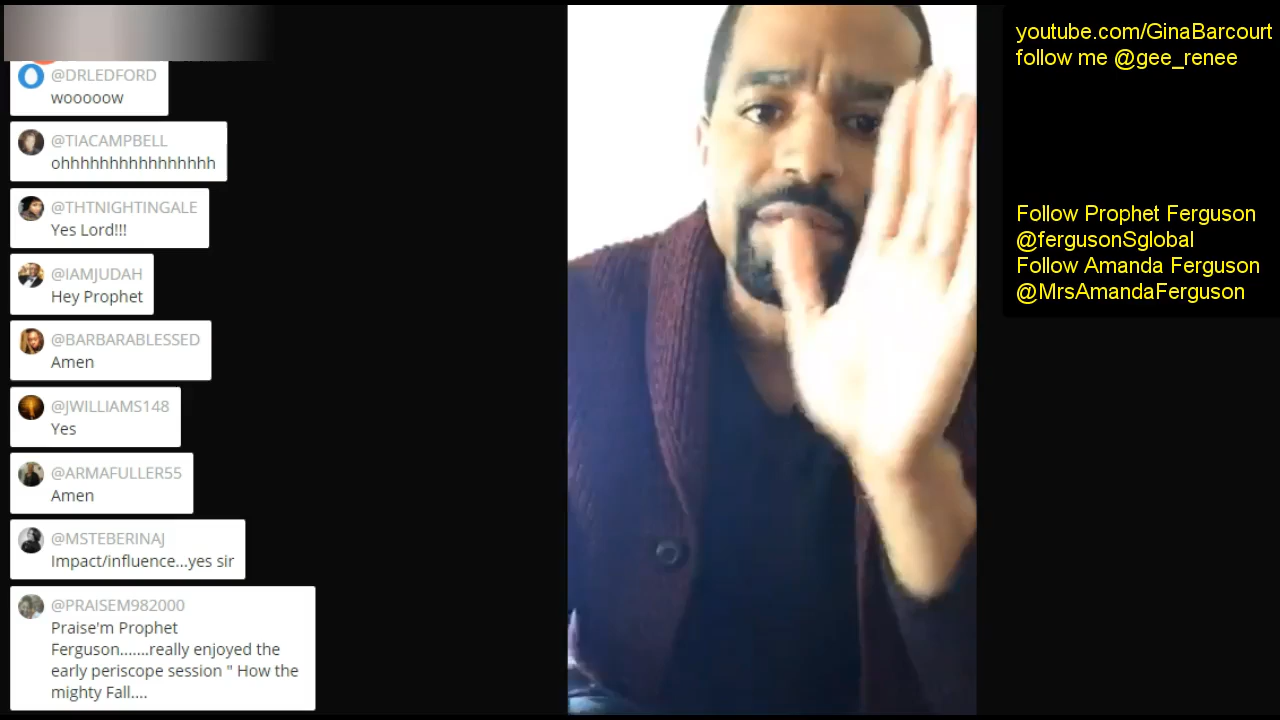 @DRLEDFORD
wooooow
@TIACAMPBELL
ohhhhhhhhhhhhhhhh
@THTNIGHTINGALE
Yes Lord!!!
@IAMJUDAH
Hey Prophet
@BARBARABLESSED
Amen
@JWILLIAMS148
Yes
@ARMAFULLER55
Amen
@MSTEBERINAJ
Impact/influence...yes sir
@PRAISEM982000
Praise'm Prophet
Ferguson.......really enjoyed the
early periscope session " How the
mighty Fall....
youtube.com/GinaBarcourt
follow me @gee_renee
Follow Prophet Ferguson
@fergusonSglobal
Follow Amanda Ferguson
@MrsAmandaFerguson